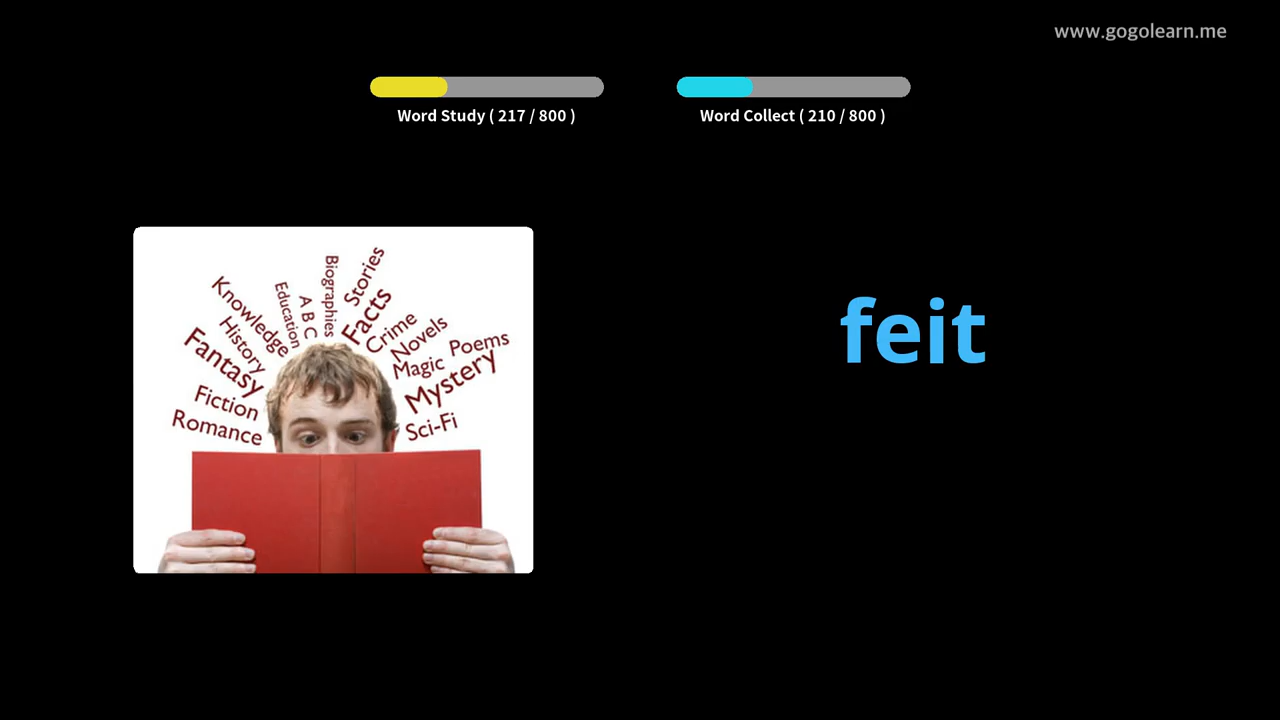 www.gogolearn.me
Word Study ( 217 / 800 )
Word Collect ( 210 / 800 )
feit
Romance
Fiction
Fantasy
History
Knowledge
Education
A B C
Biographies
Stories
Facts
Crime
Novels
Magic
Poems
Mystery
Sci-Fi